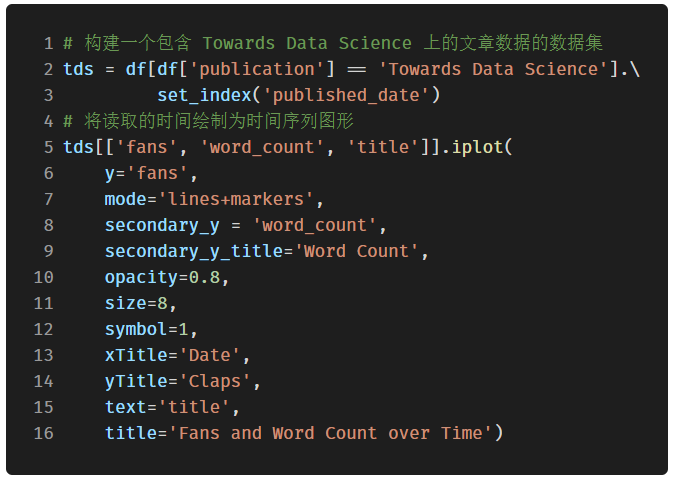 1 # 构建一个包含 Towards Data Science 上的文章数据的数据集
2 tds = df[df['publication'] == 'Towards Data Science'].\
3 set_index('published_date')
4 # 将读取的时间绘制为时间序列图形
5 tds[['fans', 'word_count', 'title']].iplot(
6 y='fans',
7 mode='lines+markers',
8 secondary_y = 'word_count',
9 secondary_y_title='Word Count',
10 opacity=0.8,
11 size=8,
12 symbol=1,
13 xTitle='Date',
14 yTitle='Claps',
15 text='title',
16 title='Fans and Word Count over Time')